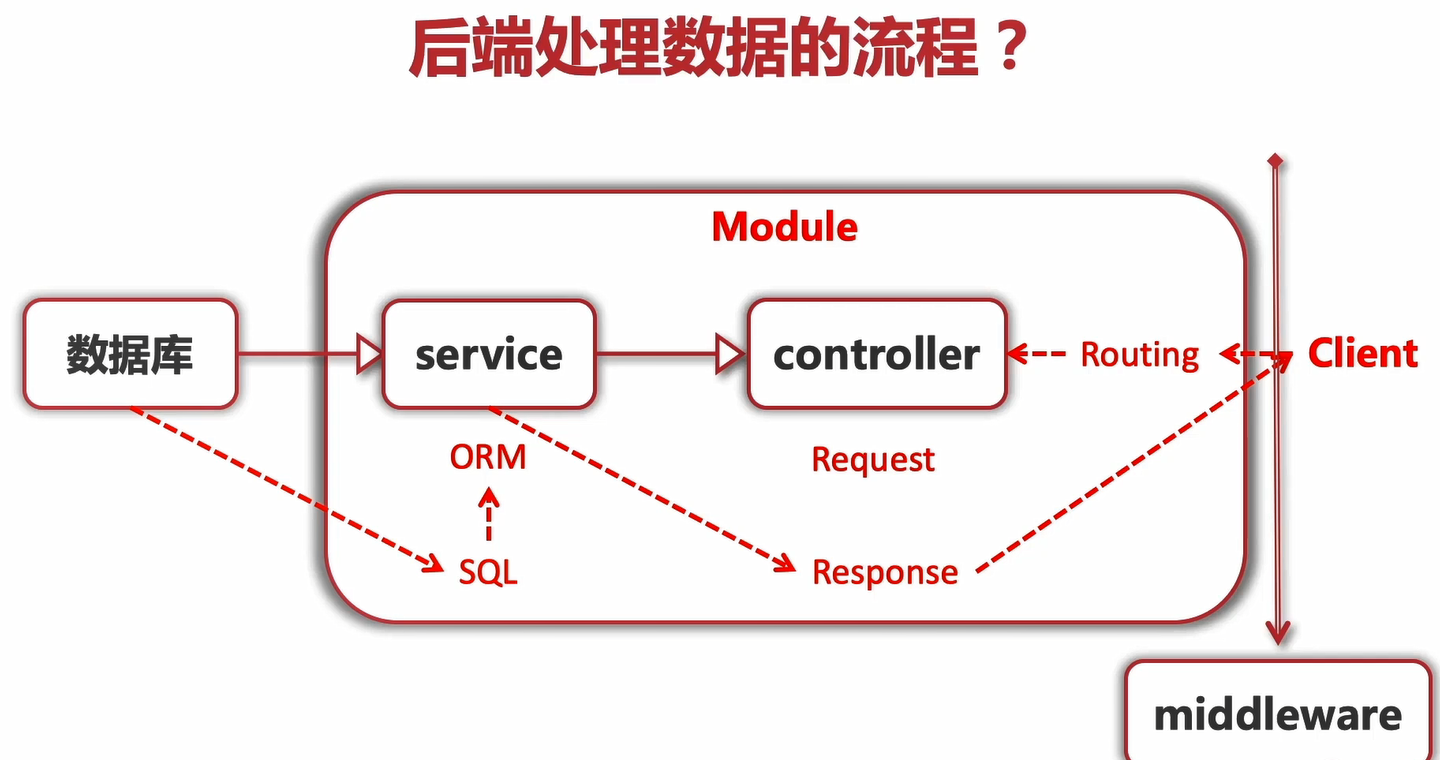 后端处理数据的流程？
Module
数据库
service
controller
Routing
Client
ORM
Request
SQL
Response
middleware